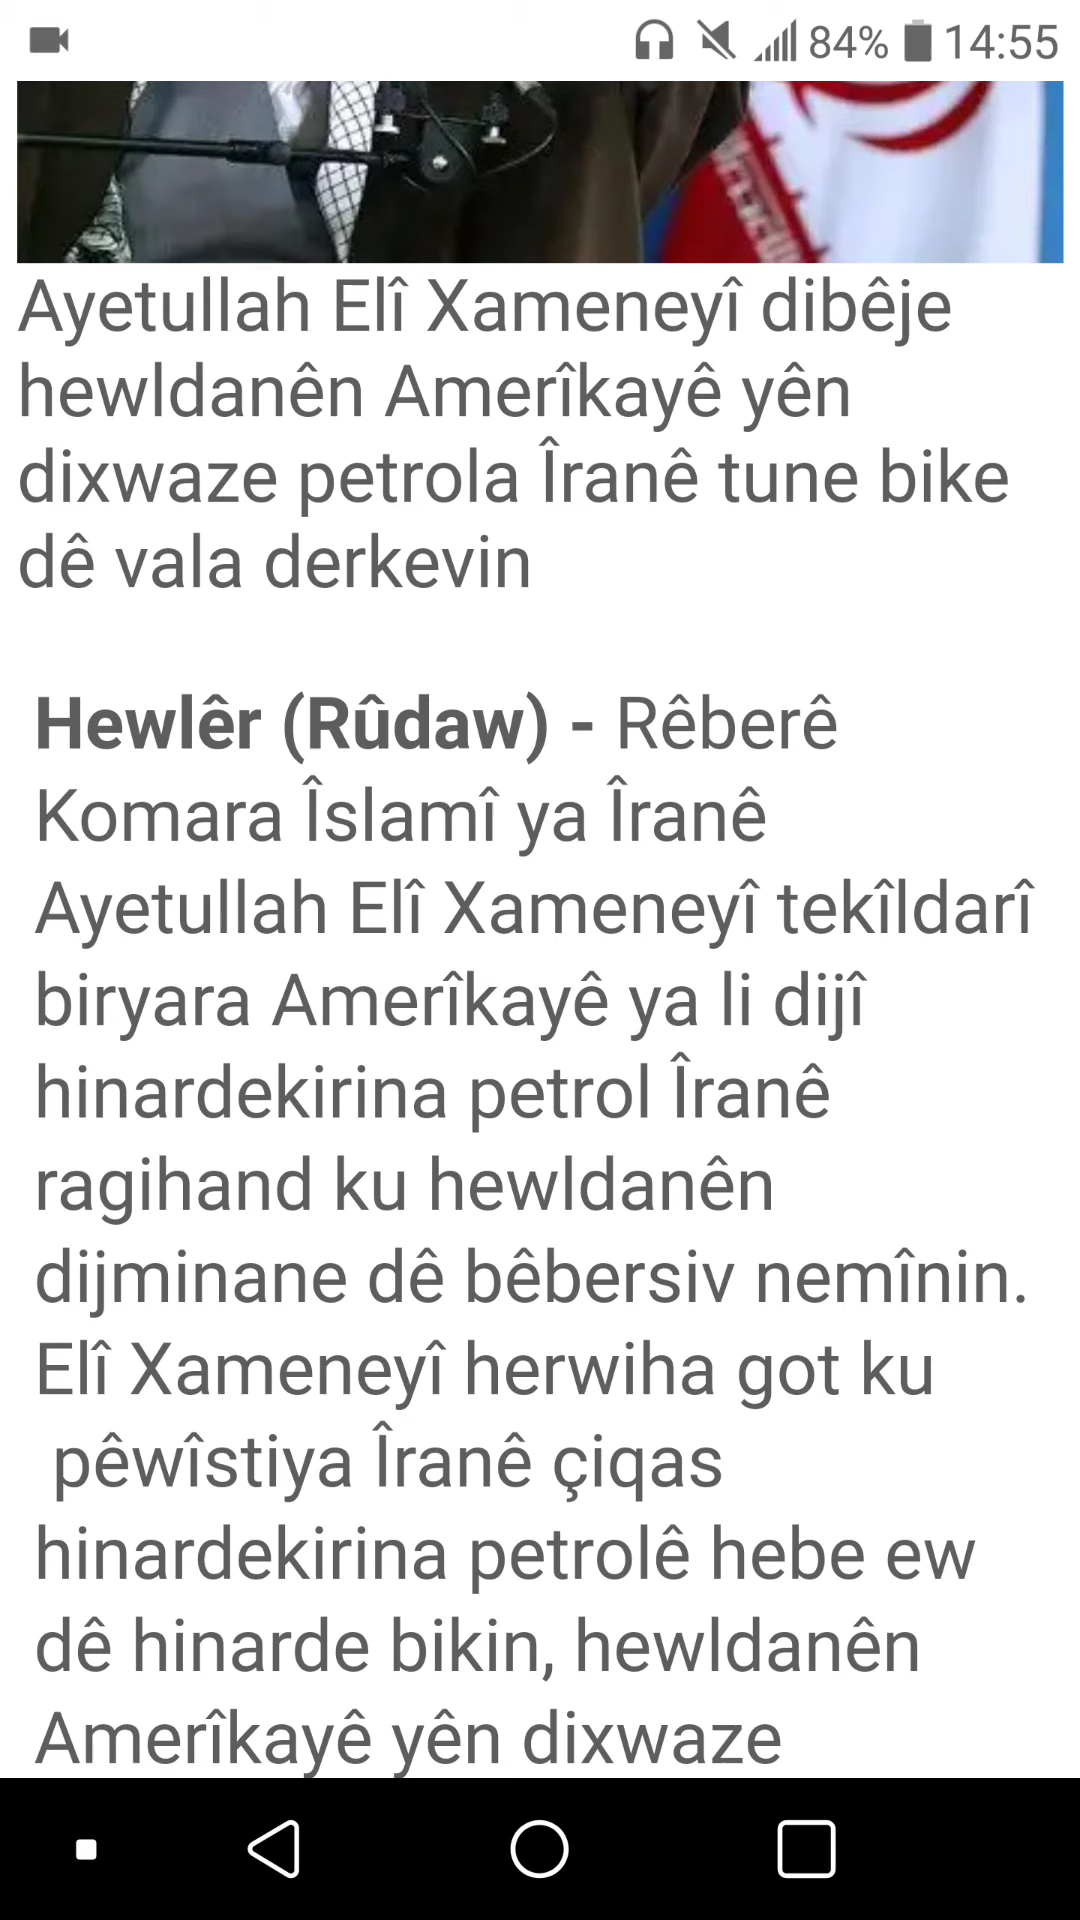 84% 14:55
Ayetullah Elî Xameneyî dibêje
hewldanên Amerîkayê yên
dixwaze petrola Îranê tune bike
dê vala derkevin
Hewlêr (Rûdaw) - Rêberê
Komara Îslamî ya Îranê
Ayetullah Elî Xameneyî tekîldarî
biryara Amerîkayê ya li dijî
hinardekirina petrol Îranê
ragihand ku hewldanên
dijminane dê bêbersiv nemînin.
Elî Xameneyî herwiha got ku
pêwîstiya Îranê çiqas
hinardekirina petrolê hebe ew
dê hinarde bikin, hewldanên
Amerîkayê yên dixwaze